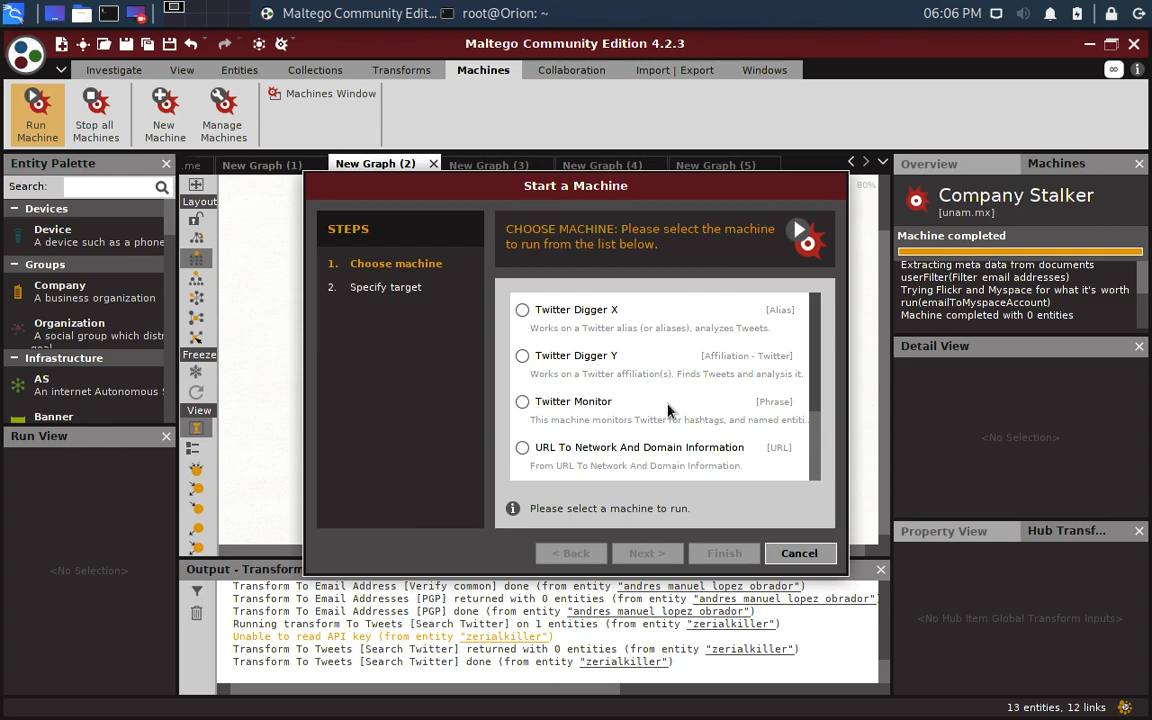 Maltego Community Edit...
root@Orion: ~
06:06 PM
Maltego Community Edition 4.2.3
Investigate View Entities Collections Transforms Machines Collaboration Import | Export Windows
Run Machine
Stop all Machines
New Machine
Manage Machines
Machines Window
Entity Palette
Search:
Devices
Device
A device such as a phone
Groups
Company
A business organization
Organization
A social group which distr
Infrastructure
AS
An internet Autonomous
Banner
Run View
<No Selection>
.me New Graph (1) New Graph (2) New Graph (3) New Graph (4) New Graph (5)
80%
Layout
Freeze
View
Start a Machine
STEPS
1. Choose machine
2. Specify target
CHOOSE MACHINE: Please select the machine
to run from the list below.
Twitter Digger X [Alias]
Works on a Twitter alias (or aliases), analyzes Tweets.
Twitter Digger Y [Affiliation - Twitter]
Works on a Twitter affiliation(s). Finds Tweets and analysis it.
Twitter Monitor [Phrase]
This machine monitors Twitter for hashtags, and named entiti...
URL To Network And Domain Information [URL]
From URL To Network And Domain Information.
Please select a machine to run.
< Back Next > Finish Cancel
Output - Transform
Transform To Email Address [Verify common] done (from entity "andres manuel lopez obrador")
Transform To Email Addresses [PGP] returned with 0 entities (from entity "andres manuel lopez obrador"
Transform To Email Addresses [PGP] done (from entity "andres manuel lopez obrador")
Running transform To Tweets [Search Twitter] on 1 entities (from entity "zerialkiller")
Unable to read API key (from entity "zerialkiller")
Transform To Tweets [Search Twitter] returned with 0 entities (from entity "zerialkiller")
Transform To Tweets [Search Twitter] done (from entity "zerialkiller")
Overview Machines
Company Stalker
[unam.mx]
Machine completed
Extracting meta data from documents
userFilter(Filter email addresses)
Trying Flickr and Myspace for what it's worth
run(emailToMyspaceAccount)
Machine completed with 0 entities
Detail View
<No Selection>
Property View Hub Transf...
<No Hub Item Global Transform Inputs>
13 entities, 12 links